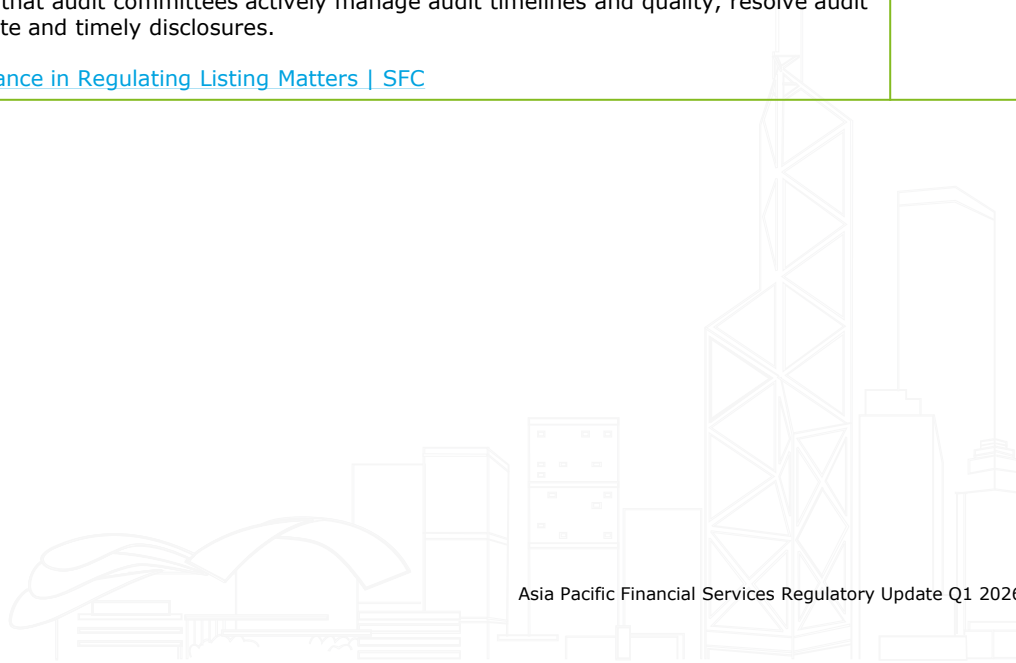 that audit committees actively manage audit timelines and quality, resolve audit
te and timely disclosures.
ance in Regulating Listing Matters | SFC
Asia Pacific Financial Services Regulatory Update Q1 2026